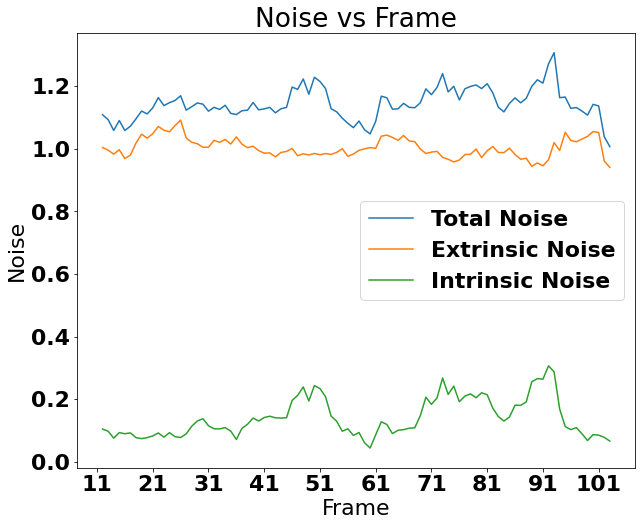 Noise vs Frame
Noise
1.2
1.0
0.8
0.6
0.4
0.2
0.0
Total Noise
Extrinsic Noise
Intrinsic Noise
11 21 31 41 51 61 71 81 91 101
Frame